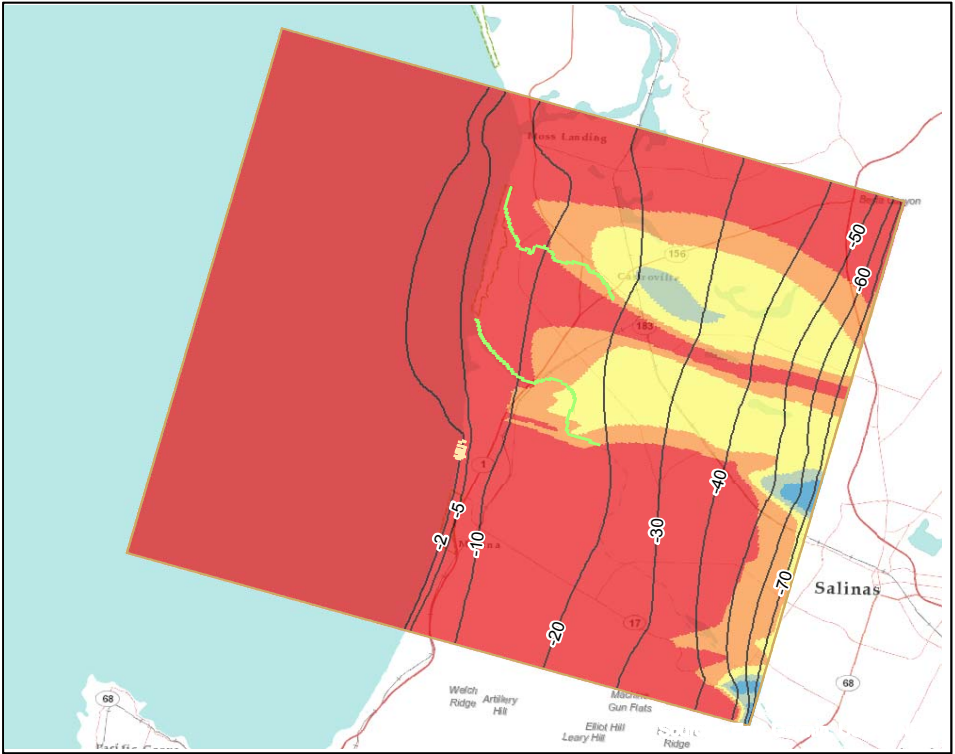 Moss Landing
-50
156
-60
183
1
-40
-5
-2
-10
-30
-70
Salinas
17
-20
68
68
Welch
Ridge
Artillery
Hill
Machine
Gun Flats
Elliot Hill
Leary Hill
Ridge